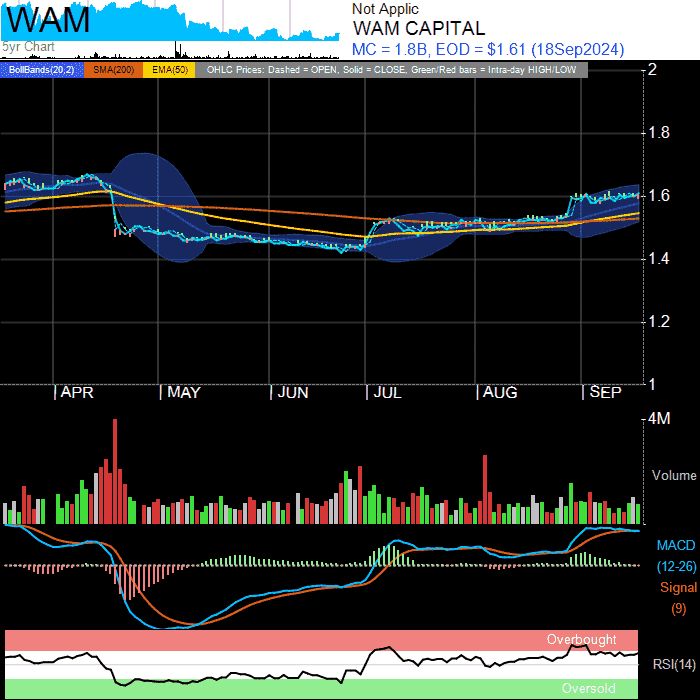 WAM
5yr Chart
Not Applic
WAM CAPITAL
MC = 1.8B, EOD = $1.61 (18Sep2024)
BollBands(20,2) SMA(200) EMA(50) OHLC Prices: Dashed = OPEN, Solid = CLOSE, Green/Red bars = Intra-day HIGH/LOW
2
1.8
1.6
1.4
1.2
1
APR MAY JUN JUL AUG SEP
4M
Volume
MACD
(12-26)
Signal
(9)
Overbought
RSI(14)
Oversold